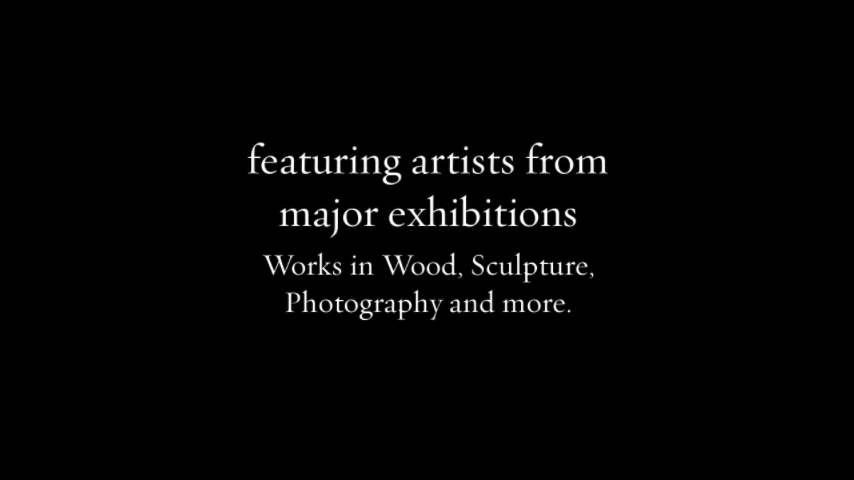 featuring artists from
major exhibitions
Works in Wood, Sculpture,
Photography and more.